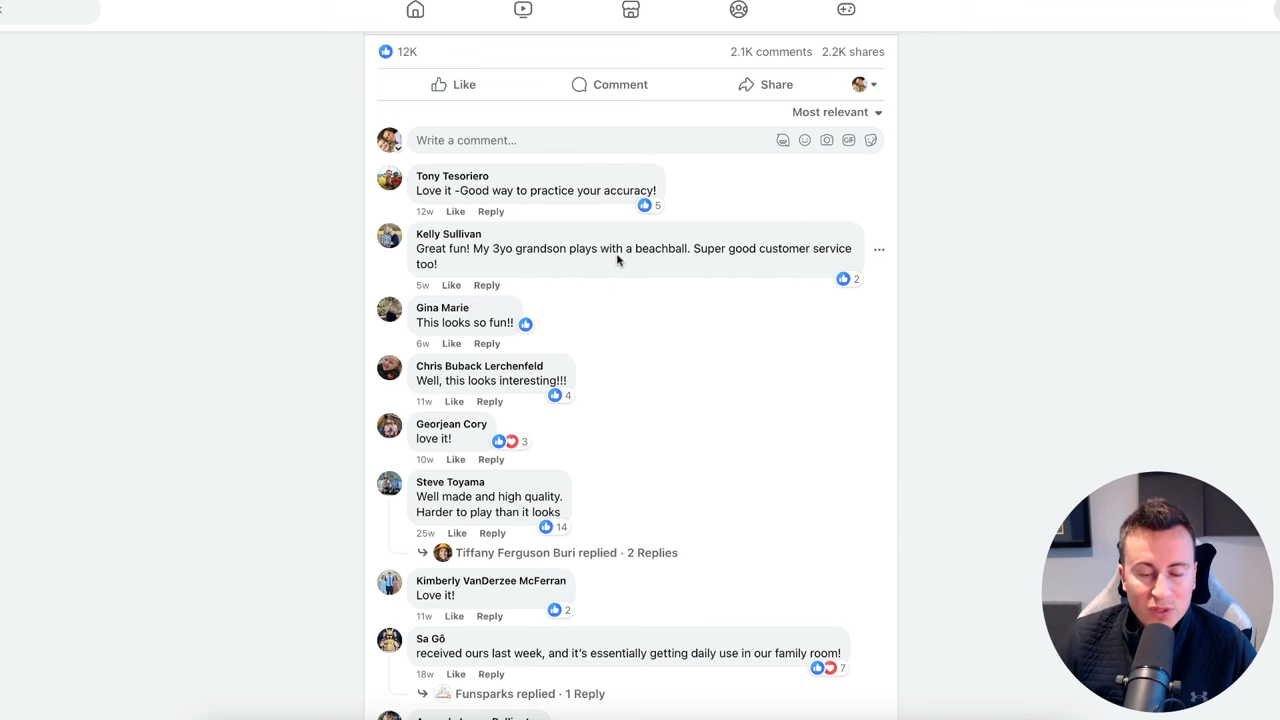 12K 2.1K comments 2.2K shares
Like Comment Share
Most relevant
Write a comment... GIF
Tony Tesoriero
Love it -Good way to practice your accuracy!
5
12w Like Reply
Kelly Sullivan
Great fun! My 3yo grandson plays with a beachball. Super good customer service
too!
2
5w Like Reply
Gina Marie
This looks so fun!!
6w Like Reply
Chris Buback Lerchenfeld
Well, this looks interesting!!!
4
11w Like Reply
Georjean Cory
love it! 3
10w Like Reply
Steve Toyama
Well made and high quality.
Harder to play than it looks
14
25w Like Reply
Tiffany Ferguson Buri replied · 2 Replies
Kimberly VanDerzee McFerran
Love it!
2
11w Like Reply
Sa Gô
received ours last week, and it's essentially getting daily use in our family room!
7
18w Like Reply
Funsparks replied · 1 Reply